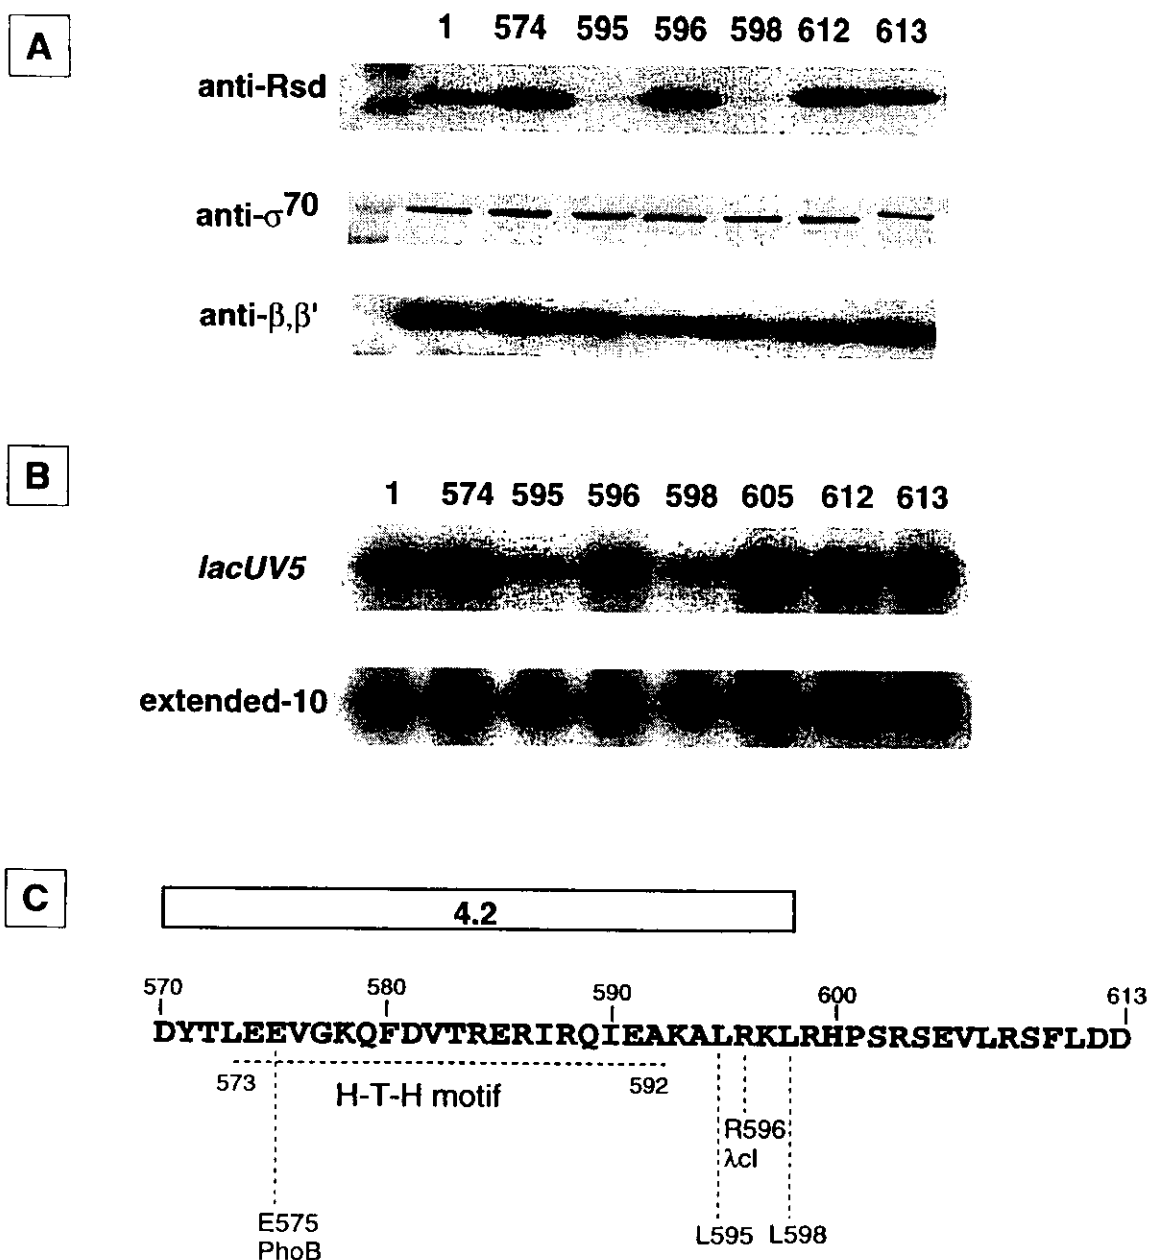 A
1 574 595 596 598 612 613
anti-Rsd
anti-σ70
anti-β,β'
B
1 574 595 596 598 605 612 613
lacUV5
extended-10
C
4.2
570 580 590 600 613
DYTLEEVGKQFDVTRERIRQIEAKALRKLRHPSRSEVLRSFLDD
573 H-T-H motif 592
R596
λcI
E575
PhoB
L595 L598